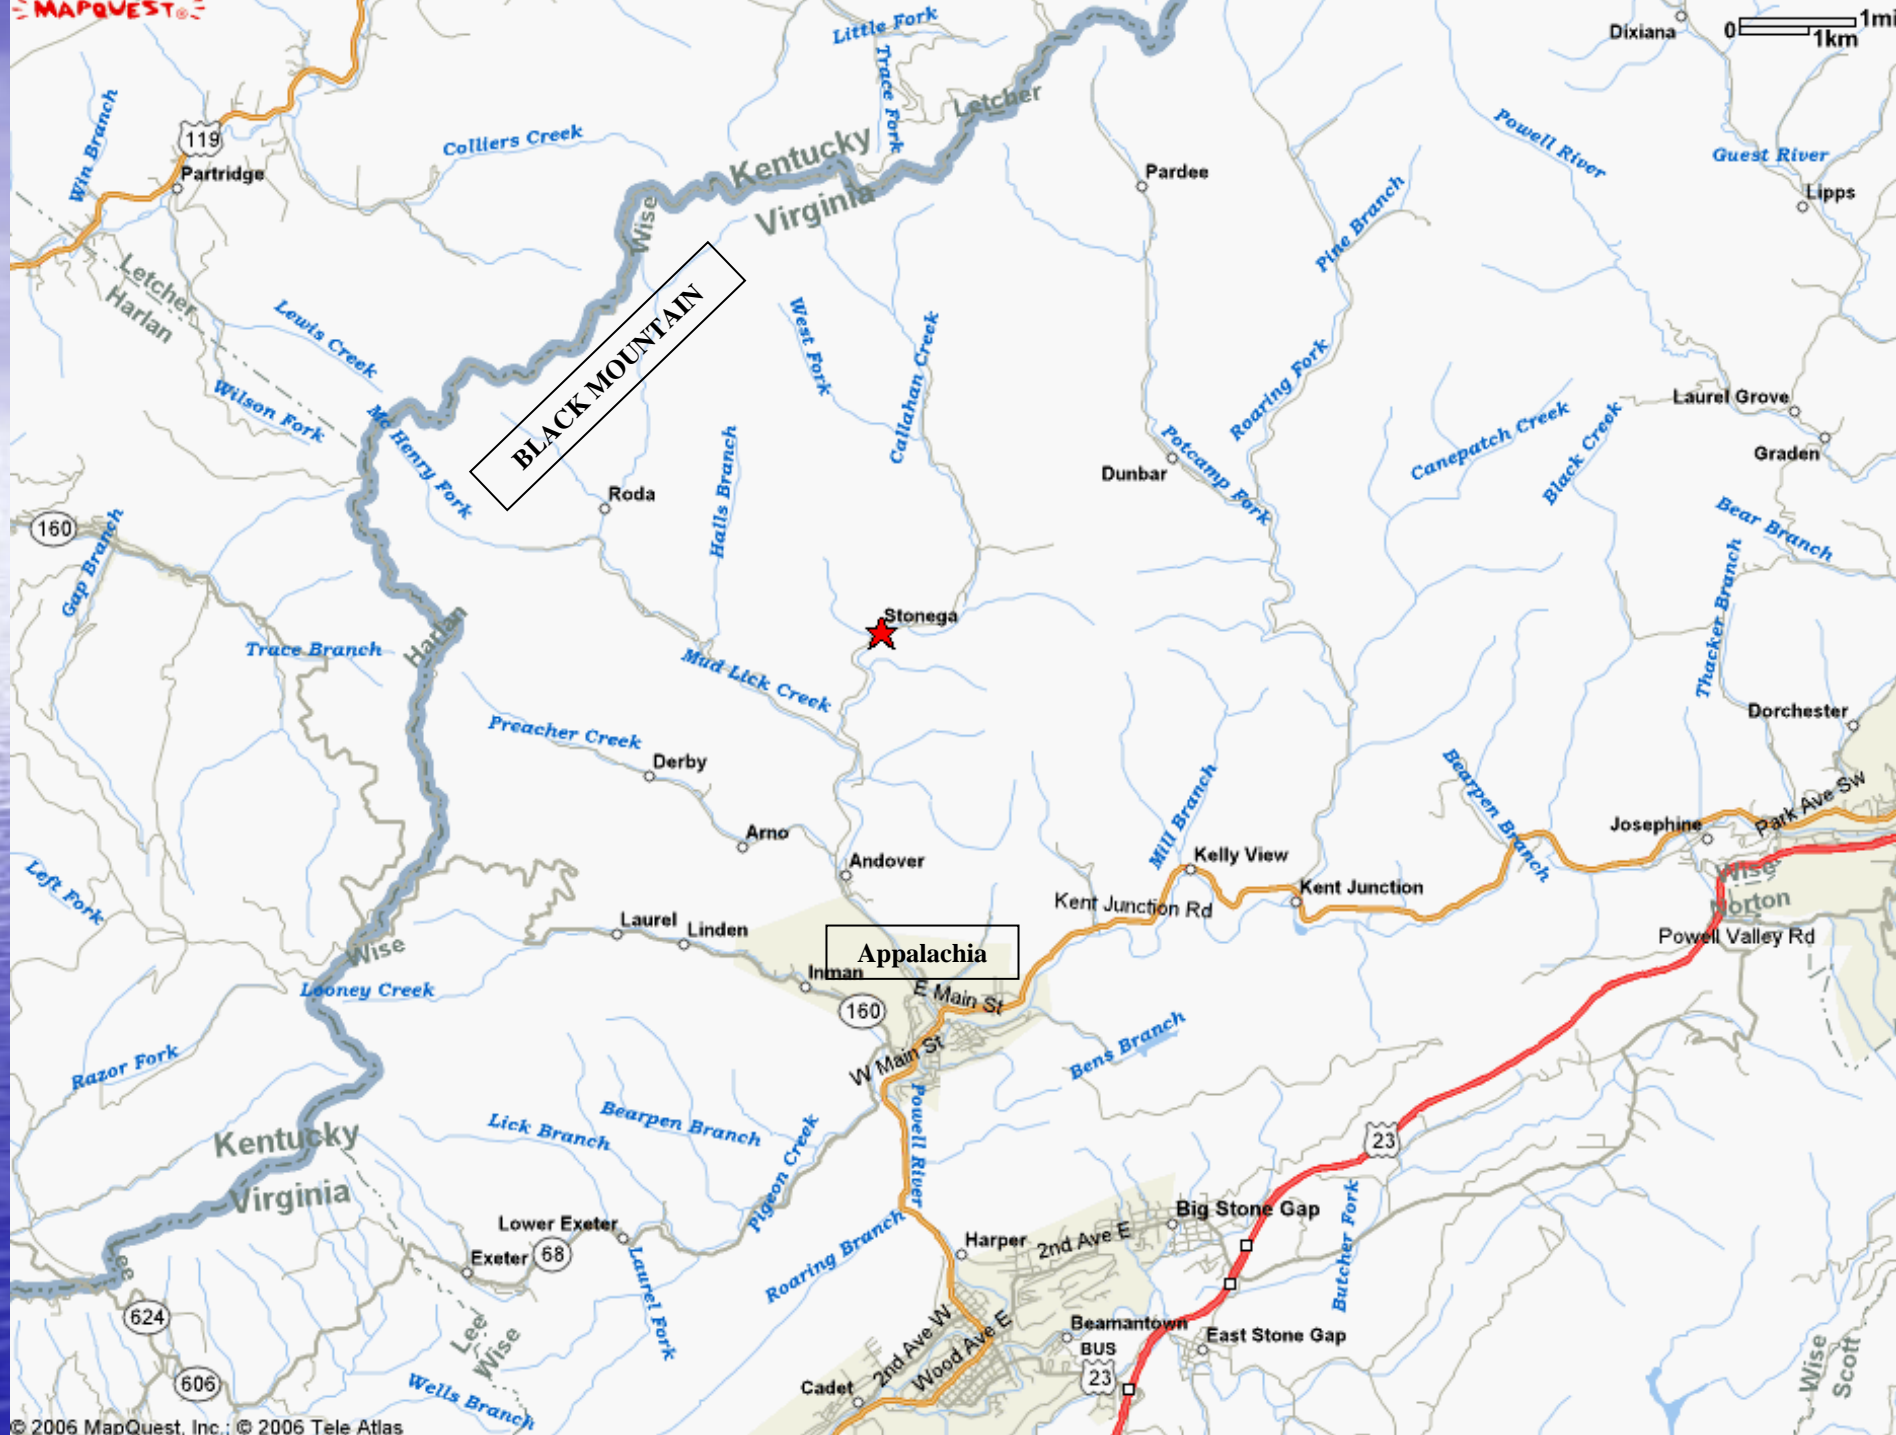 MAPQUEST®
Little Fork
Dixiana
0
1mi
1km
Win Branch
119
Partridge
Colliers Creek
Trace Fork
Letcher
Kentucky
Virginia
Wise
Pardee
Powell River
Guest River
Lipps
Pine Branch
Letcher
Harlan
Lewis Creek
Wilson Fork
Mc Henry Fork
BLACK MOUNTAIN
West Fork
Callahan Creek
Roaring Fork
Laurel Grove
Graden
Canepatch Creek
Black Creek
Potcamp Fork
Dunbar
Roda
Halls Branch
160
Gap Branch
Bear Branch
Thacker Branch
Trace Branch
Harlan
Stonega
Mud Lick Creek
Preacher Creek
Derby
Dorchester
Bearpen Branch
Mill Branch
Park Ave Sw
Josephine
Arno
Andover
Kelly View
Kent Junction
Kent Junction Rd
Wise
Norton
Powell Valley Rd
Left Fork
Laurel
Linden
Appalachia
Inman
Wise
Looney Creek
160
E Main St
W Main St
Bens Branch
Razor Fork
Lick Branch
Bearpen Branch
Pigeon Creek
Powell River
Kentucky
Virginia
23
Big Stone Gap
Butcher Fork
Lower Exeter
Exeter
68
Laurel Fork
Roaring Branch
Harper
2nd Ave E
Lee
624
Lee
Wise
606
Wells Branch
Beamantown
East Stone Gap
BUS
23
2nd Ave W
Wood Ave E
Cadet
Wise
Scott
© 2006 MapQuest, Inc.; © 2006 Tele Atlas